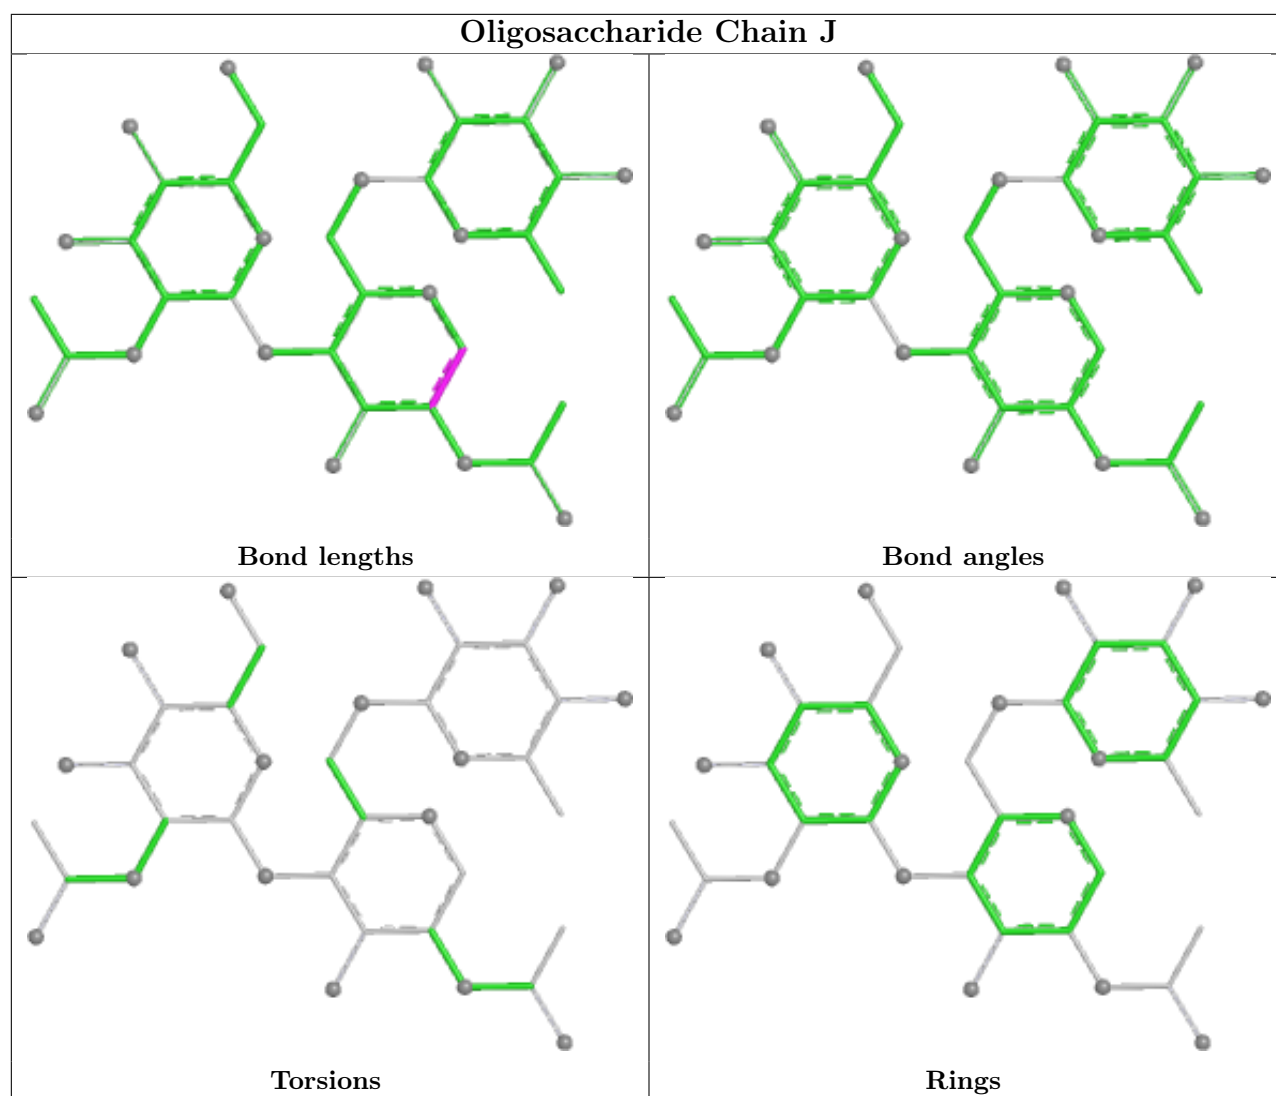 Oligosaccharide Chain J
Bond lengths
Bond angles
Torsions
Rings